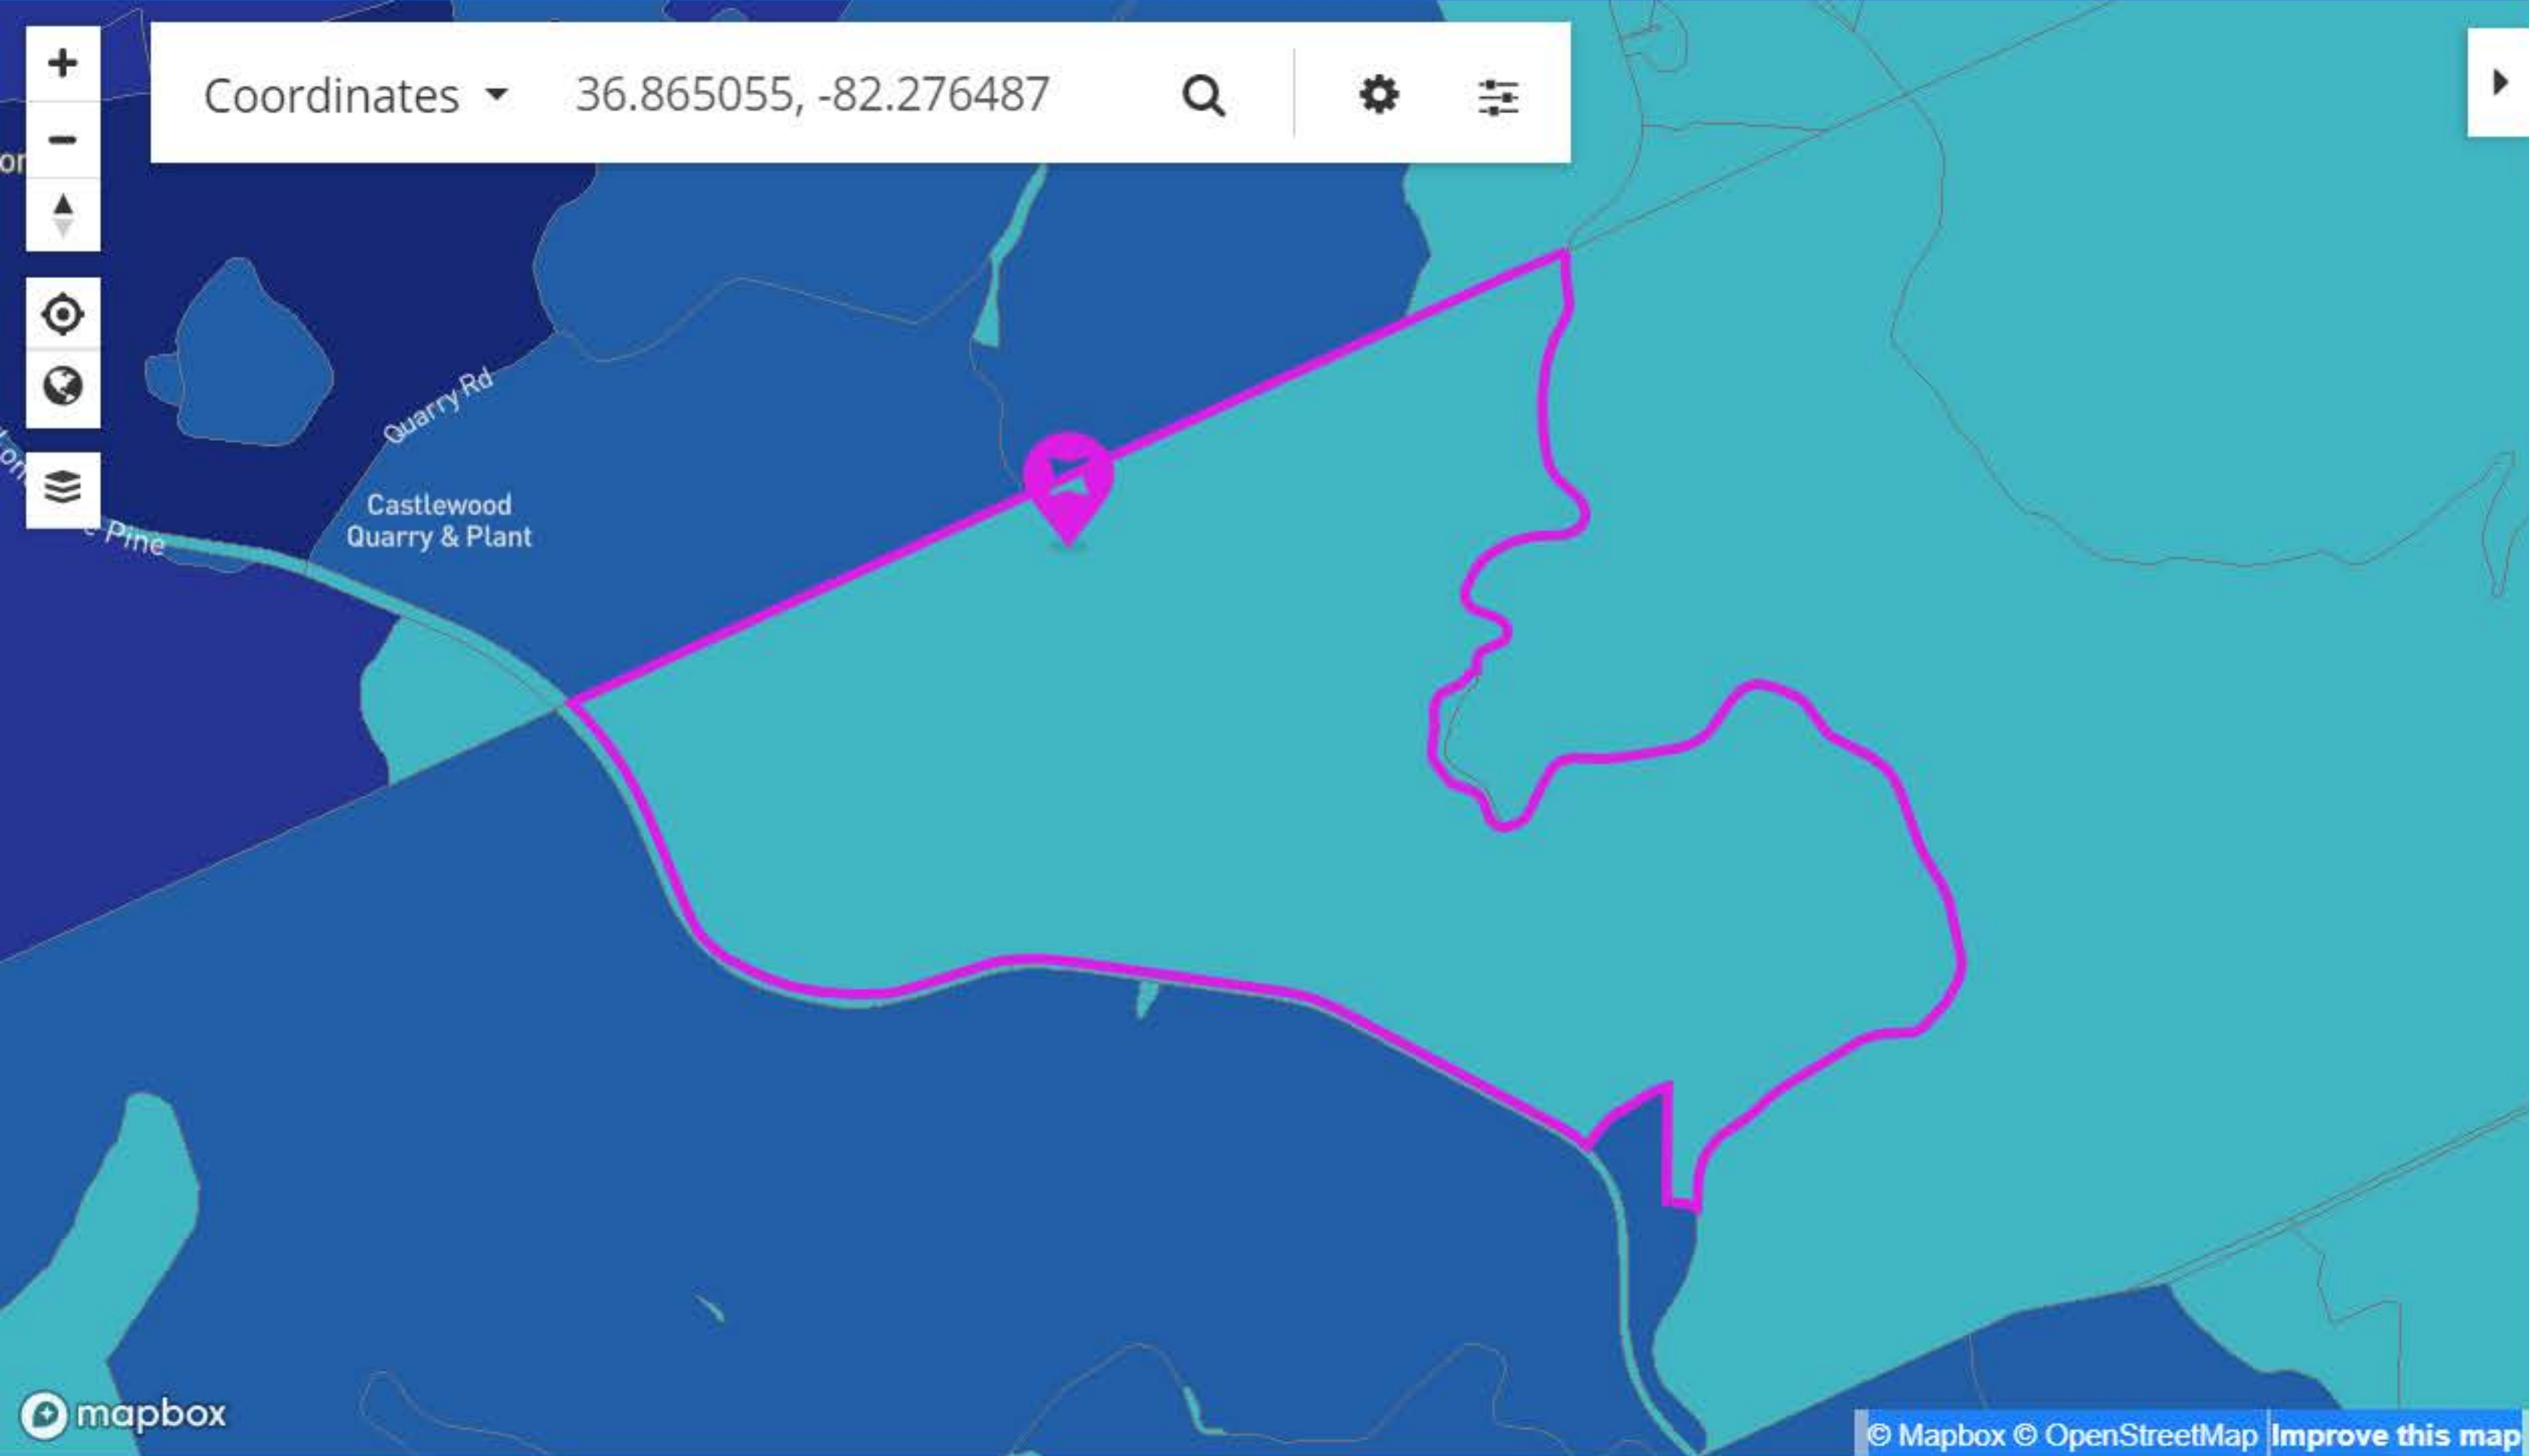 Coordinates 36.865055, -82.276487
Quarry Rd
Castlewood
Quarry & Plant
Pine
mapbox
© Mapbox © OpenStreetMap Improve this map